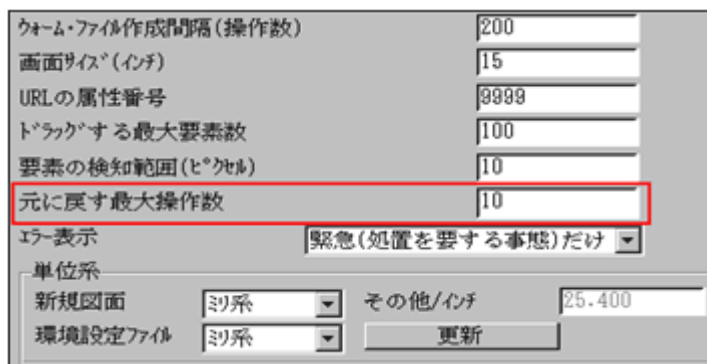 ｳｫｰﾑ・ﾌｧｲﾙ作成間隔(操作数) 200
画面ｻｲｽﾞ(ｲﾝﾁ) 15
URLの属性番号 9999
ﾄﾞﾗｯｸﾞする最大要素数 100
要素の検知範囲(ﾋﾟｸｾﾙ) 10
元に戻す最大操作数 10
ｴﾗｰ表示 緊急(処置を要する事態)だけ
単位系
新規図面 ﾐﾘ系 その他/ｲﾝﾁ 25.400
環境設定ﾌｧｲﾙ ﾐﾘ系 更新